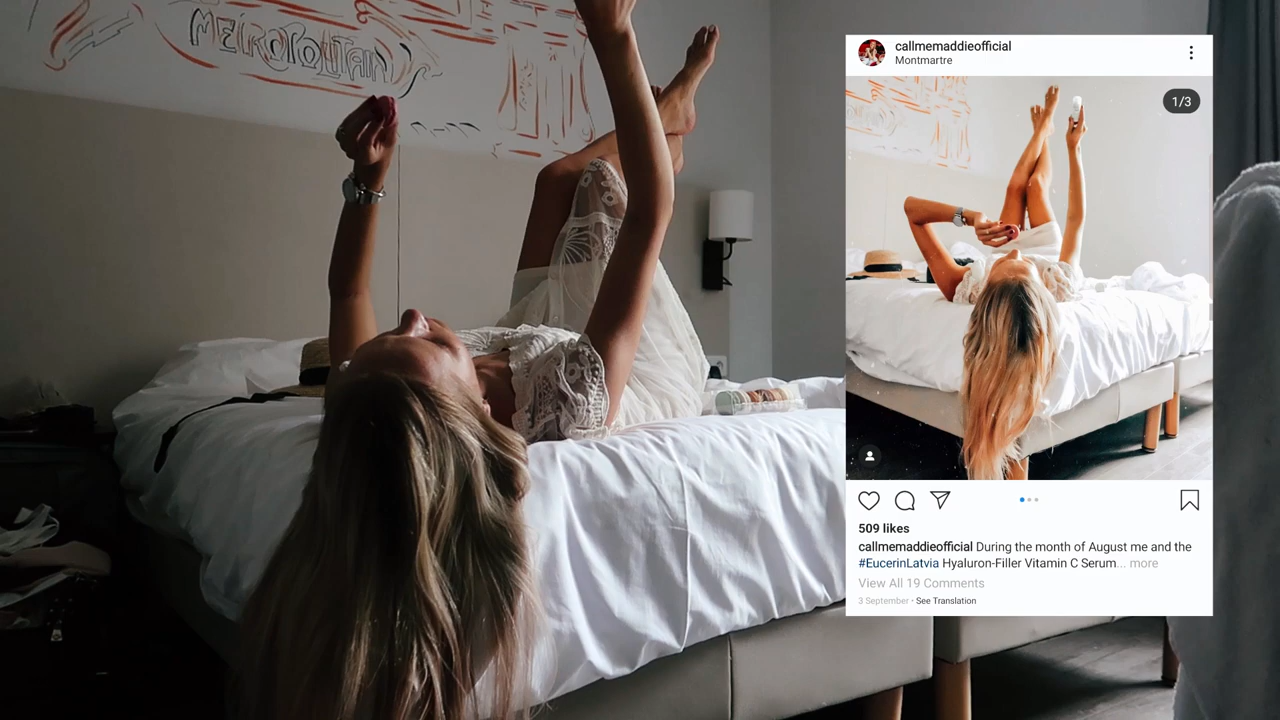 METROPOLITAIN
callmemaddieofficial
Montmartre
1/3
509 likes
callmemaddieofficial During the month of August me and the
#EucerinLatvia Hyaluron-Filler Vitamin C Serum... more
View All 19 Comments
3 September · See Translation